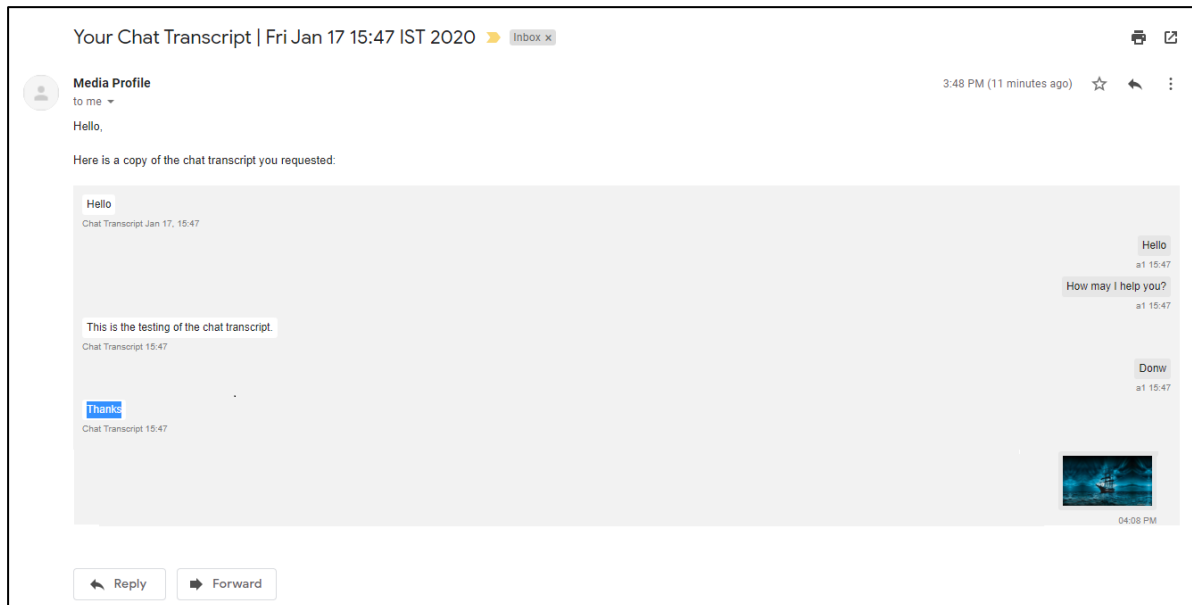 Your Chat Transcript | Fri Jan 17 15:47 IST 2020 Inbox x
Media Profile 3:48 PM (11 minutes ago)
to me
Hello,
Here is a copy of the chat transcript you requested:
Hello
Chat Transcript Jan 17, 15:47
Hello
a1 15:47
How may I help you?
a1 15:47
This is the testing of the chat transcript.
Chat Transcript 15:47
Donw
a1 15:47
Thanks
Chat Transcript 15:47
04:08 PM
Reply Forward